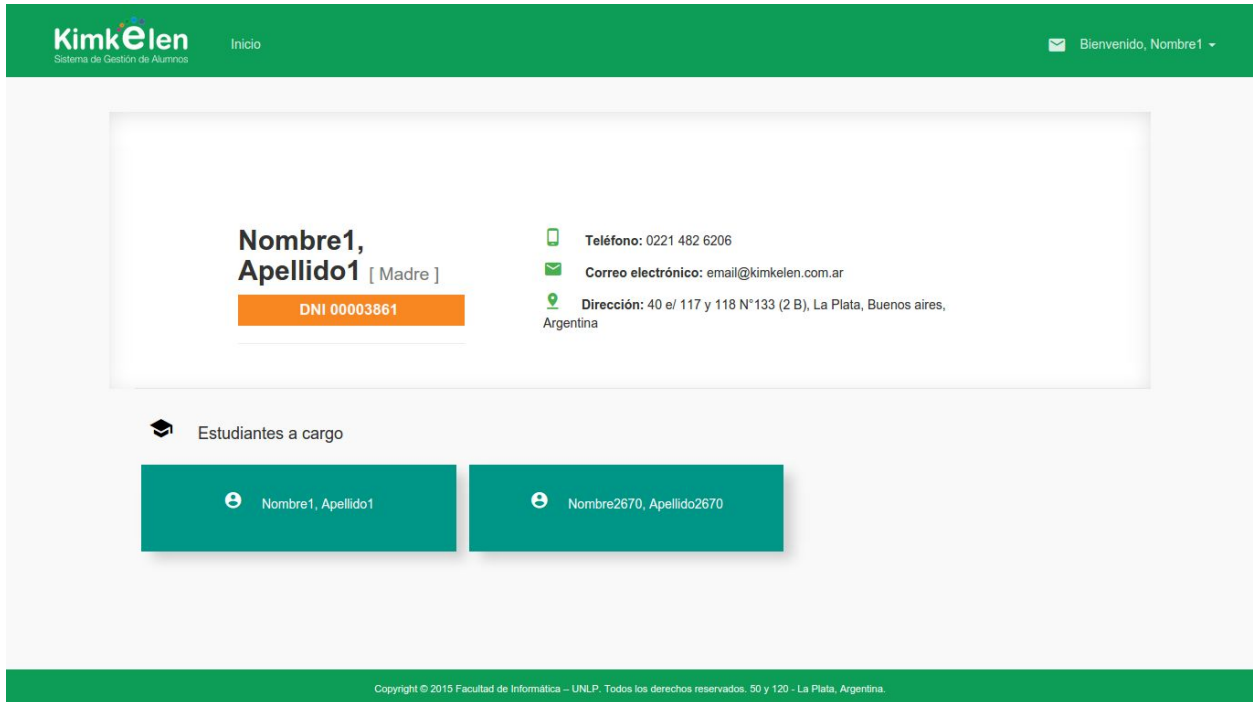 Kimkelen
Sistema de Gestión de Alumnos
Inicio
Bienvenido, Nombre1
Nombre1,
Apellido1 [ Madre ]
DNI 00003861
Teléfono: 0221 482 6206
Correo electrónico: email@kimkelen.com.ar
Dirección: 40 e/ 117 y 118 N°133 (2 B), La Plata, Buenos aires,
Argentina
Estudiantes a cargo
Nombre1, Apellido1
Nombre2670, Apellido2670
Copyright © 2015 Facultad de Informática – UNLP. Todos los derechos reservados. 50 y 120 - La Plata, Argentina.